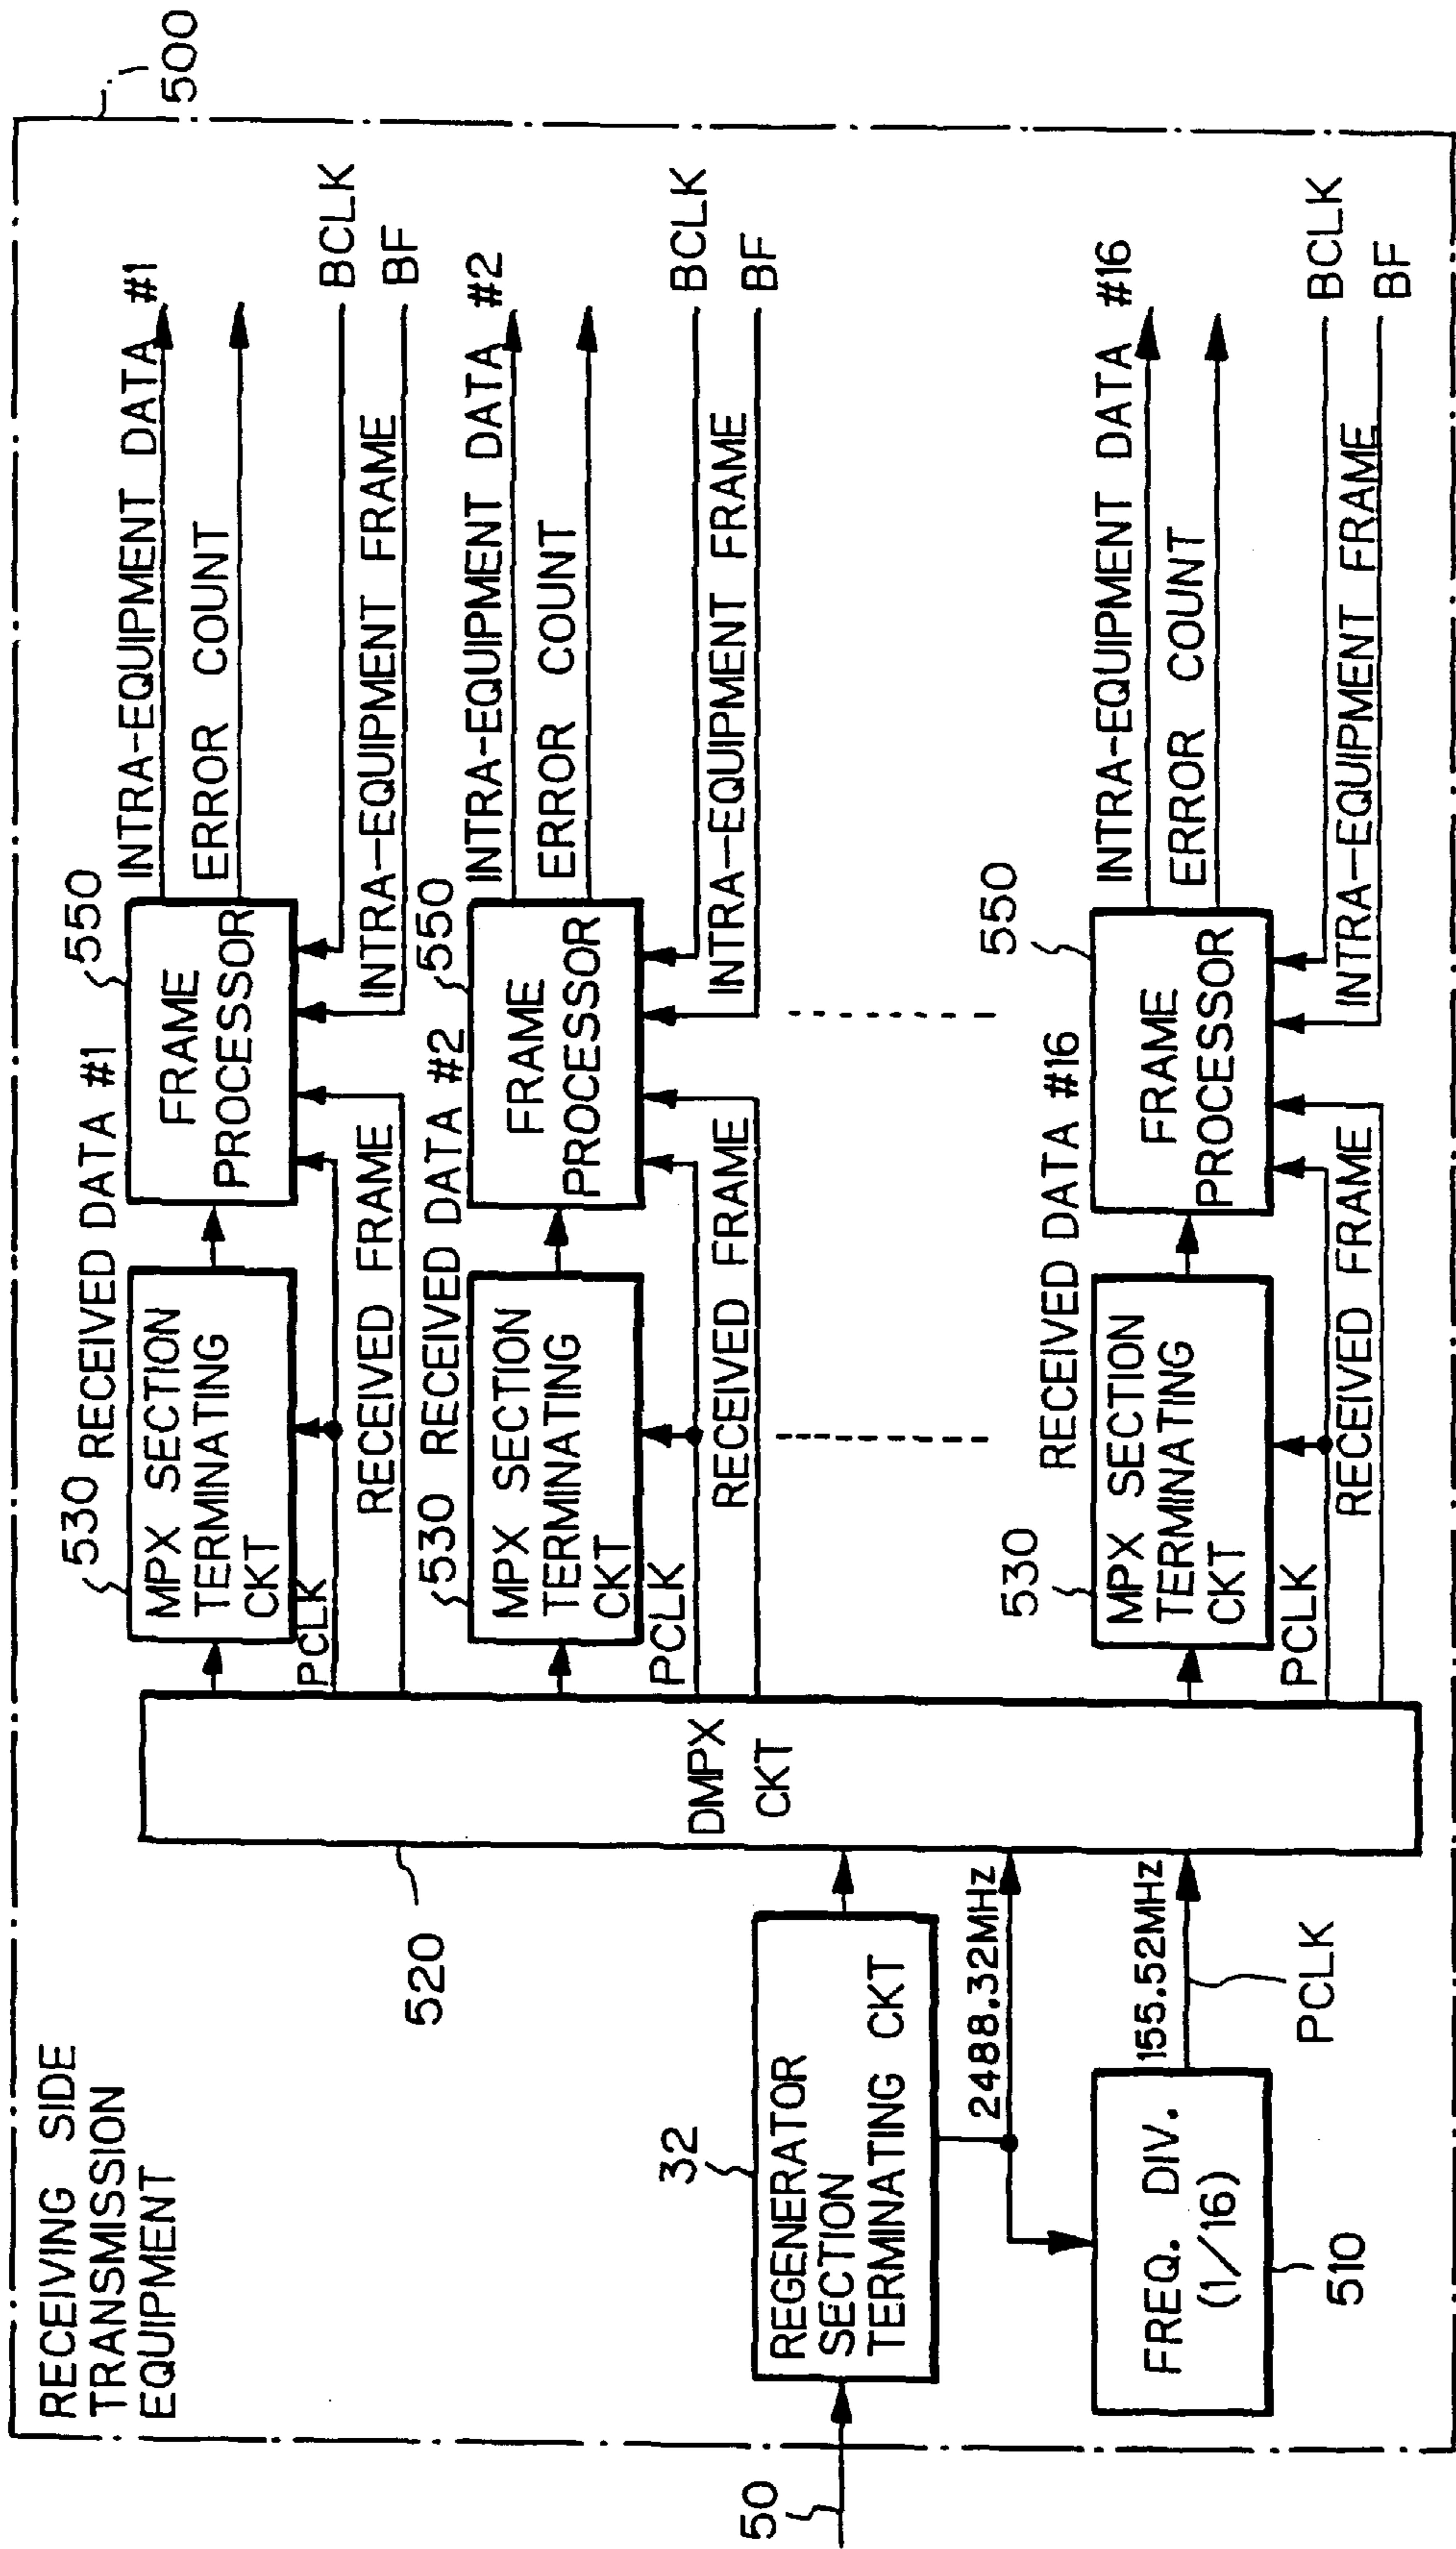 RECEIVING SIDE
TRANSMISSION
EQUIPMENT
500
50
32
REGENERATOR
SECTION
TERMINATING CKT
2488.32MHz
FREQ. DIV.
(1/16)
510
155.52MHz
PCLK
520
DMPX
CKT
530
MPX SECTION
TERMINATING
CKT
PCLK
RECEIVED DATA #1
RECEIVED FRAME
550
FRAME
PROCESSOR
INTRA-EQUIPMENT DATA #1
ERROR COUNT
BCLK
INTRA-EQUIPMENT FRAME
BF
530
MPX SECTION
TERMINATING
CKT
PCLK
RECEIVED DATA #2
RECEIVED FRAME
550
FRAME
PROCESSOR
INTRA-EQUIPMENT DATA #2
ERROR COUNT
BCLK
INTRA-EQUIPMENT FRAME
BF
530
MPX SECTION
TERMINATING
CKT
PCLK
RECEIVED DATA #16
RECEIVED FRAME
550
FRAME
PROCESSOR
INTRA-EQUIPMENT DATA #16
ERROR COUNT
BCLK
INTRA-EQUIPMENT FRAME
BF